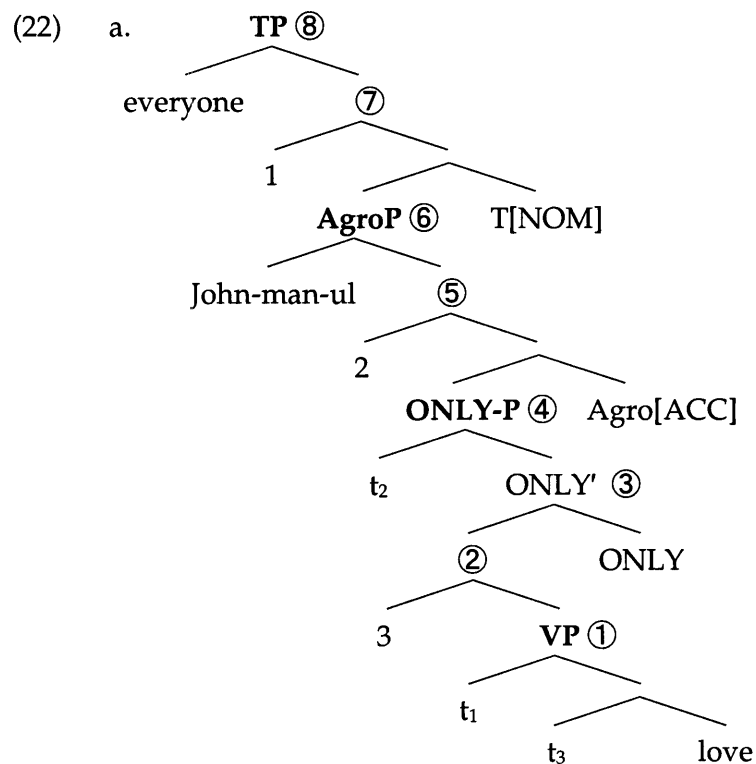 (22) a. TP ⑧
everyone ⑦
1
AgroP ⑥ T[NOM]
John-man-ul ⑤
2
ONLY-P ④ Agro[ACC]
t₂ ONLY′ ③
② ONLY
3 VP ①
t₁
t₃ love